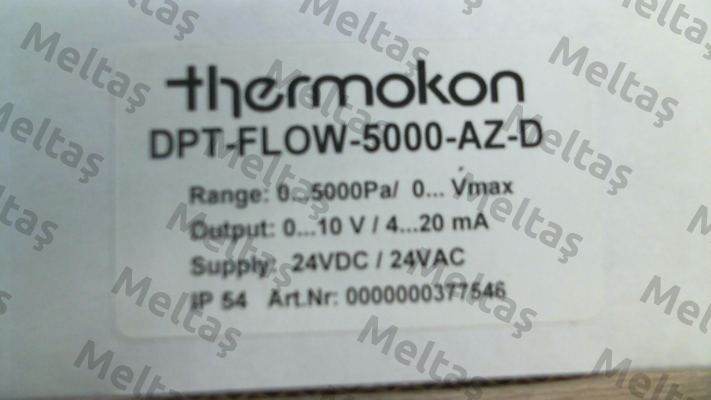 thermokon
DPT-FLOW-5000-AZ-D
Range: 0...5000Pa/ 0... V̇max
Output: 0...10 V / 4...20 mA
Supply: 24VDC / 24VAC
IP 54 Art.Nr: 0000000377546
Meltaş